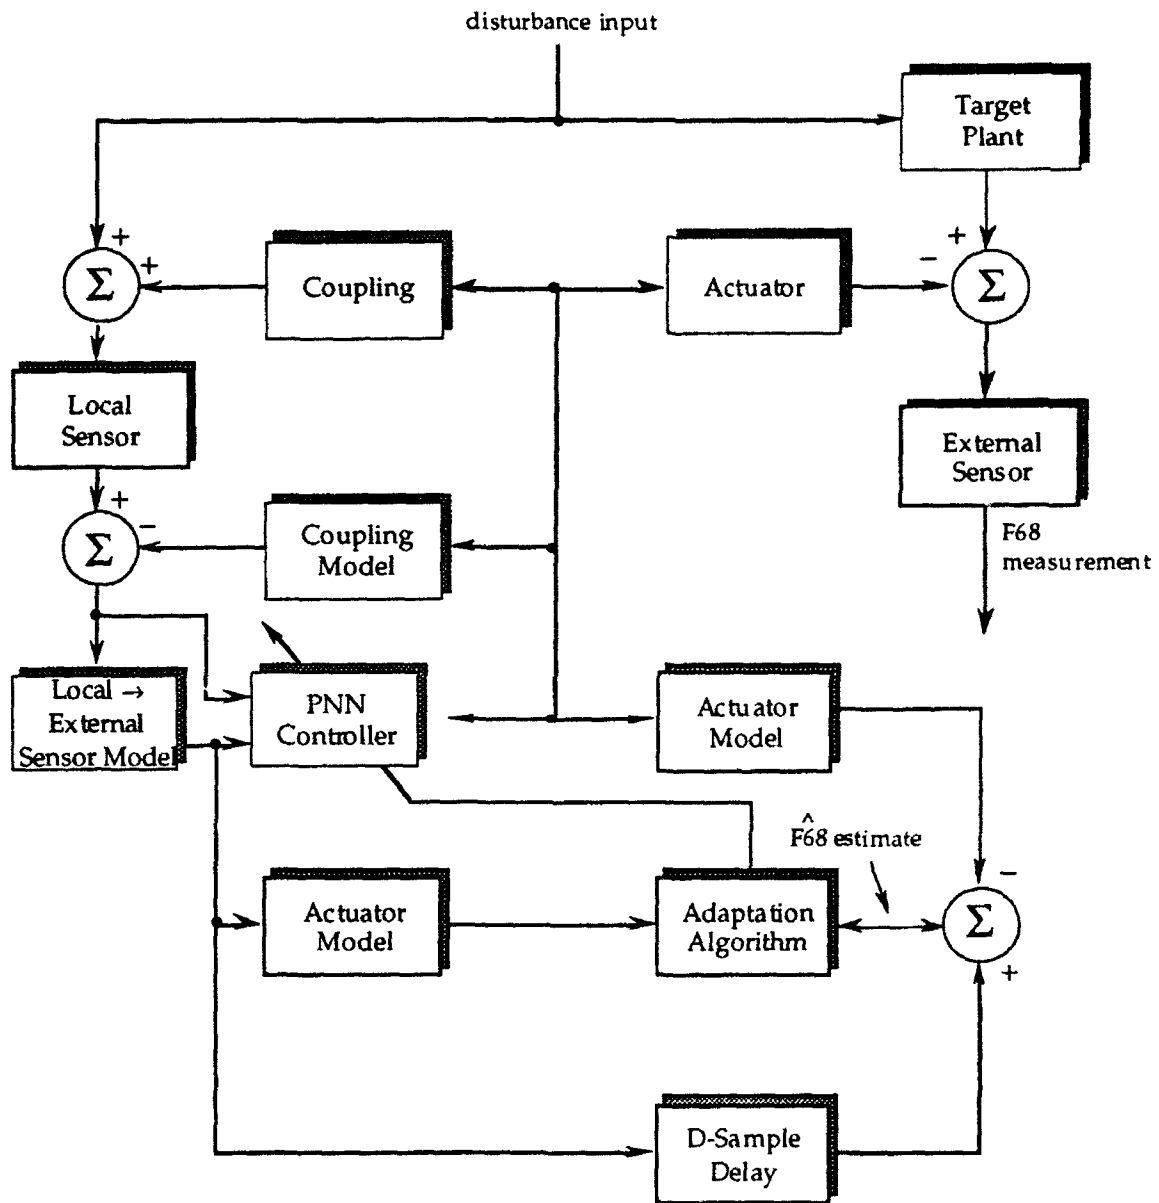 disturbance input
Target
Plant
+
+
Σ
Coupling
Actuator
+
−
Σ
Local
Sensor
External
Sensor
+
−
Σ
Coupling
Model
F68
measurement
Local →
External
Sensor Model
PNN
Controller
Actuator
Model
F̂68 estimate
Actuator
Model
Adaptation
Algorithm
−
Σ
+
D-Sample
Delay